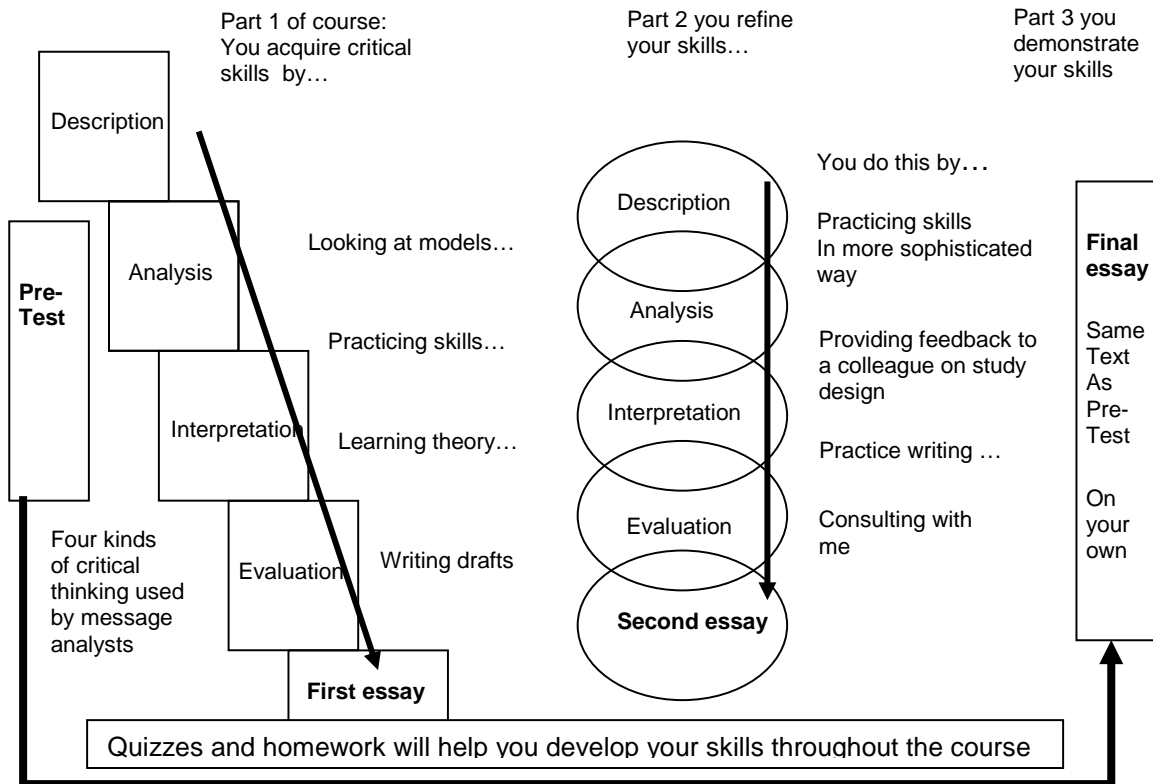 Part 1 of course:
You acquire critical
skills by…
Part 2 you refine
your skills…
Part 3 you
demonstrate
your skills
Pre-
Test
Description
Analysis
Interpretation
Evaluation
First essay
Four kinds
of critical
thinking used
by message
analysts
Looking at models…
Practicing skills…
Learning theory…
Writing drafts
Description
Analysis
Interpretation
Evaluation
Second essay
You do this by…
Practicing skills
In more sophisticated
way
Providing feedback to
a colleague on study
design
Practice writing …
Consulting with
me
Final
essay
Same
Text
As
Pre-
Test
On
your
own
Quizzes and homework will help you develop your skills throughout the course